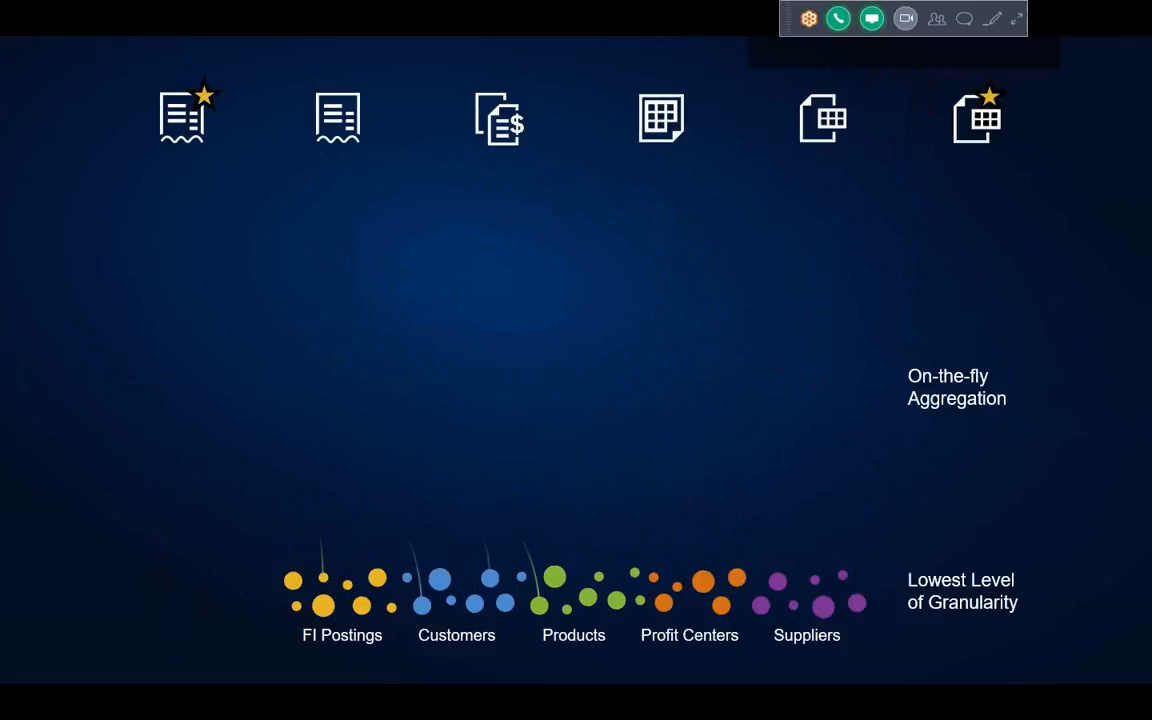 $
On-the-fly
Aggregation
Lowest Level
of Granularity
FI Postings
Customers
Products
Profit Centers
Suppliers